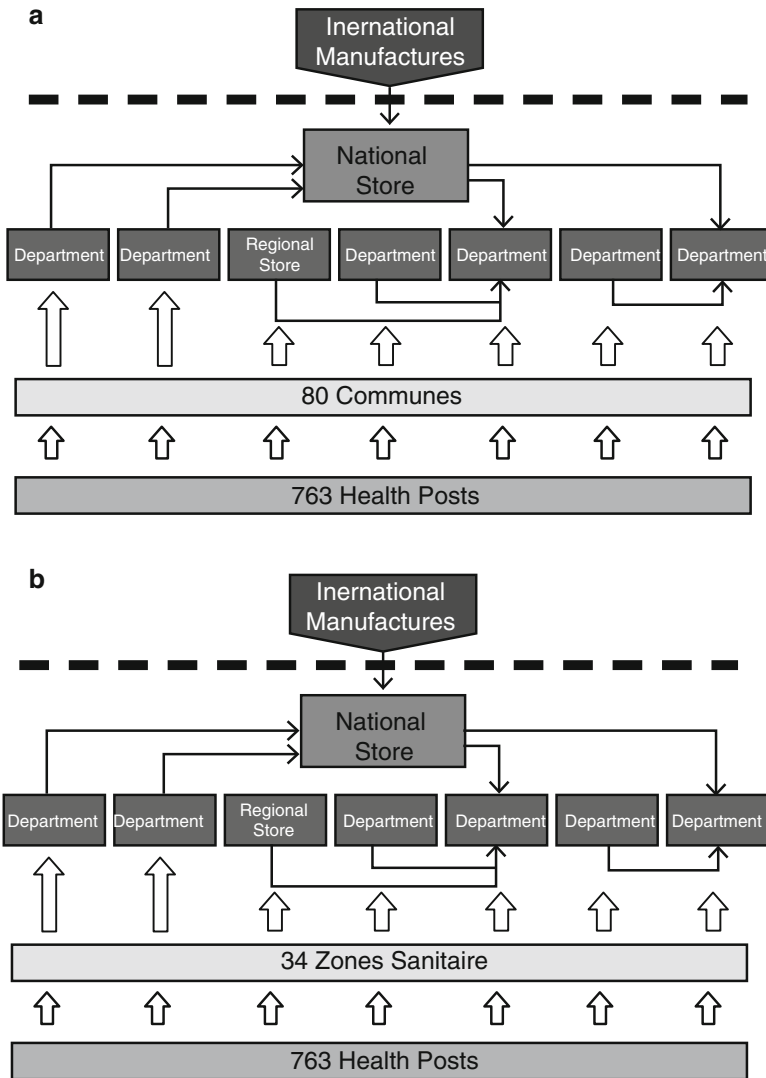 a
Inernational
Manufactures
National
Store
Department
Department
Regional
Store
Department
Department
Department
Department
80 Communes
763 Health Posts
b
Inernational
Manufactures
National
Store
Department
Department
Regional
Store
Department
Department
Department
Department
34 Zones Sanitaire
763 Health Posts